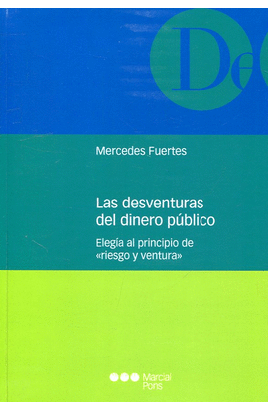 De
Mercedes Fuertes
Las desventuras
del dinero público
Elegía al principio de
«riesgo y ventura»
Marcial
Pons